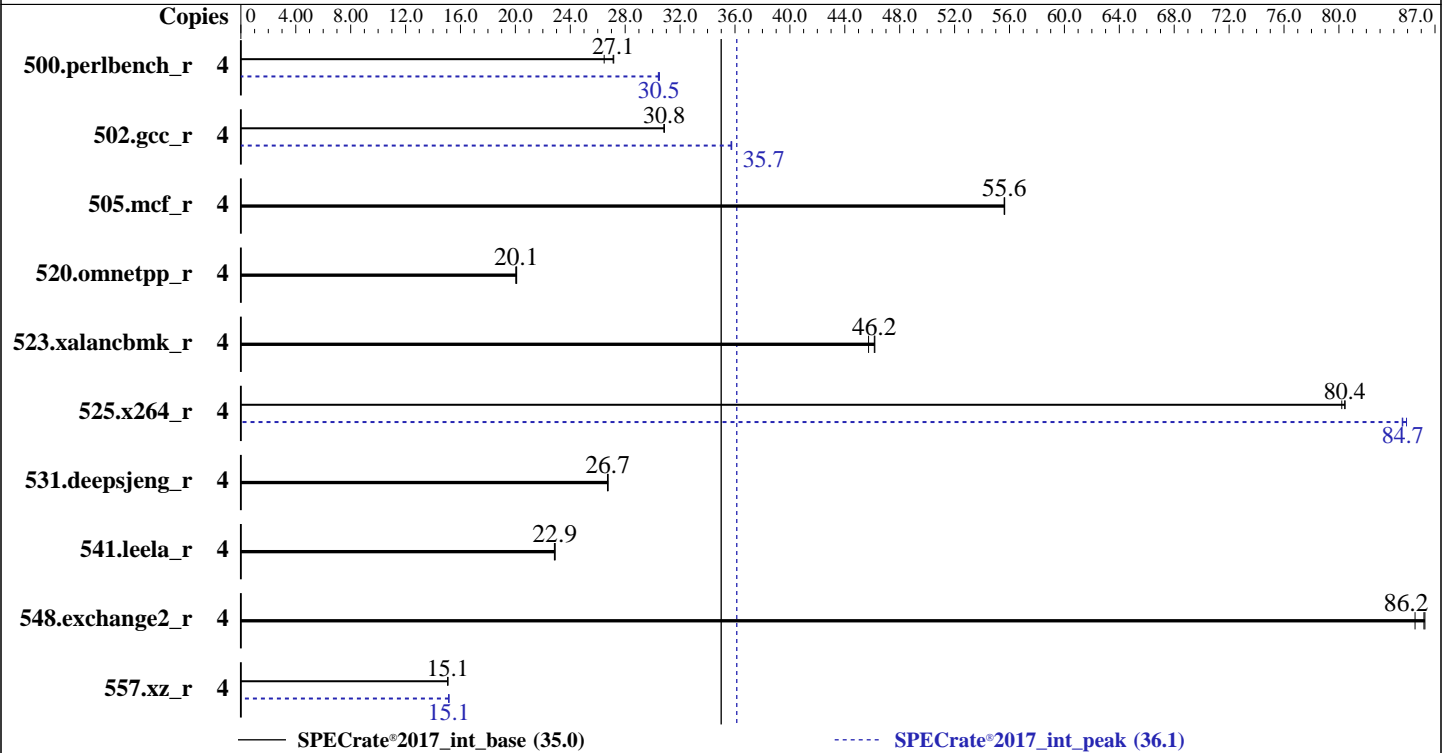 Copies 0 4.00 8.00 12.0 16.0 20.0 24.0 28.0 32.0 36.0 40.0 44.0 48.0 52.0 56.0 60.0 64.0 68.0 72.0 76.0 80.0 87.0
500.perlbench_r 4 27.1
30.5
502.gcc_r 4 30.8
35.7
505.mcf_r 4 55.6
520.omnetpp_r 4 20.1
523.xalancbmk_r 4 46.2
525.x264_r 4 80.4
84.7
531.deepsjeng_r 4 26.7
541.leela_r 4 22.9
548.exchange2_r 4 86.2
557.xz_r 4 15.1
15.1
SPECrate®2017_int_base (35.0) SPECrate®2017_int_peak (36.1)